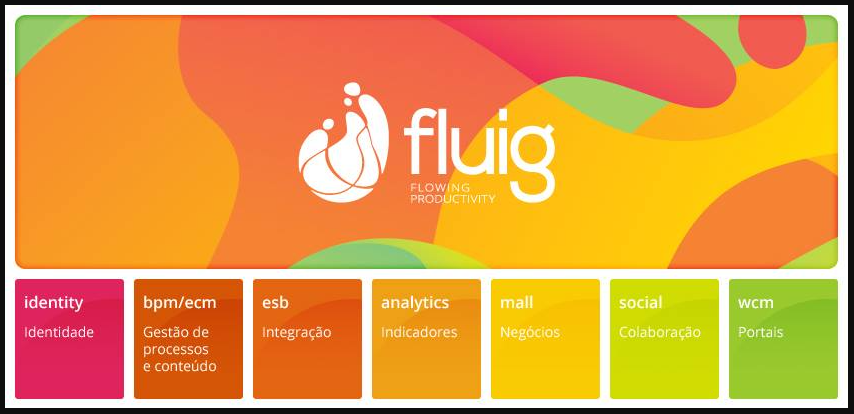 fluig
FLOWING
PRODUCTIVITY
identity
Identidade
bpm/ecm
Gestão de
processos
e conteúdo
esb
Integração
analytics
Indicadores
mall
Negócios
social
Colaboração
wcm
Portais